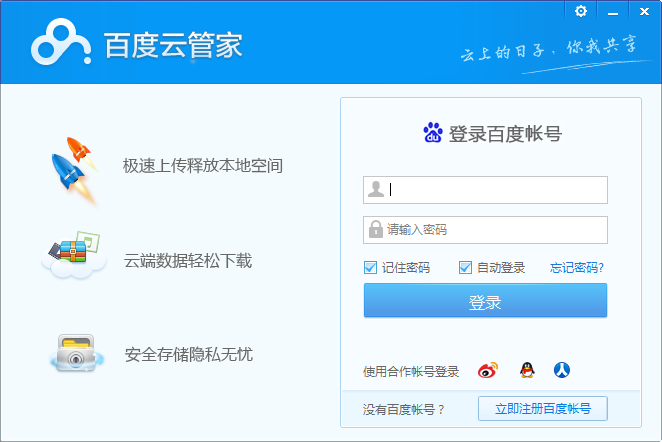 百度云管家
云上的日子、你我共享
极速上传释放本地空间
云端数据轻松下载
安全存储隐私无忧
du 登录百度帐号
请输入密码
记住密码 自动登录 忘记密码?
登录
使用合作帐号登录
没有百度帐号？ 立即注册百度帐号